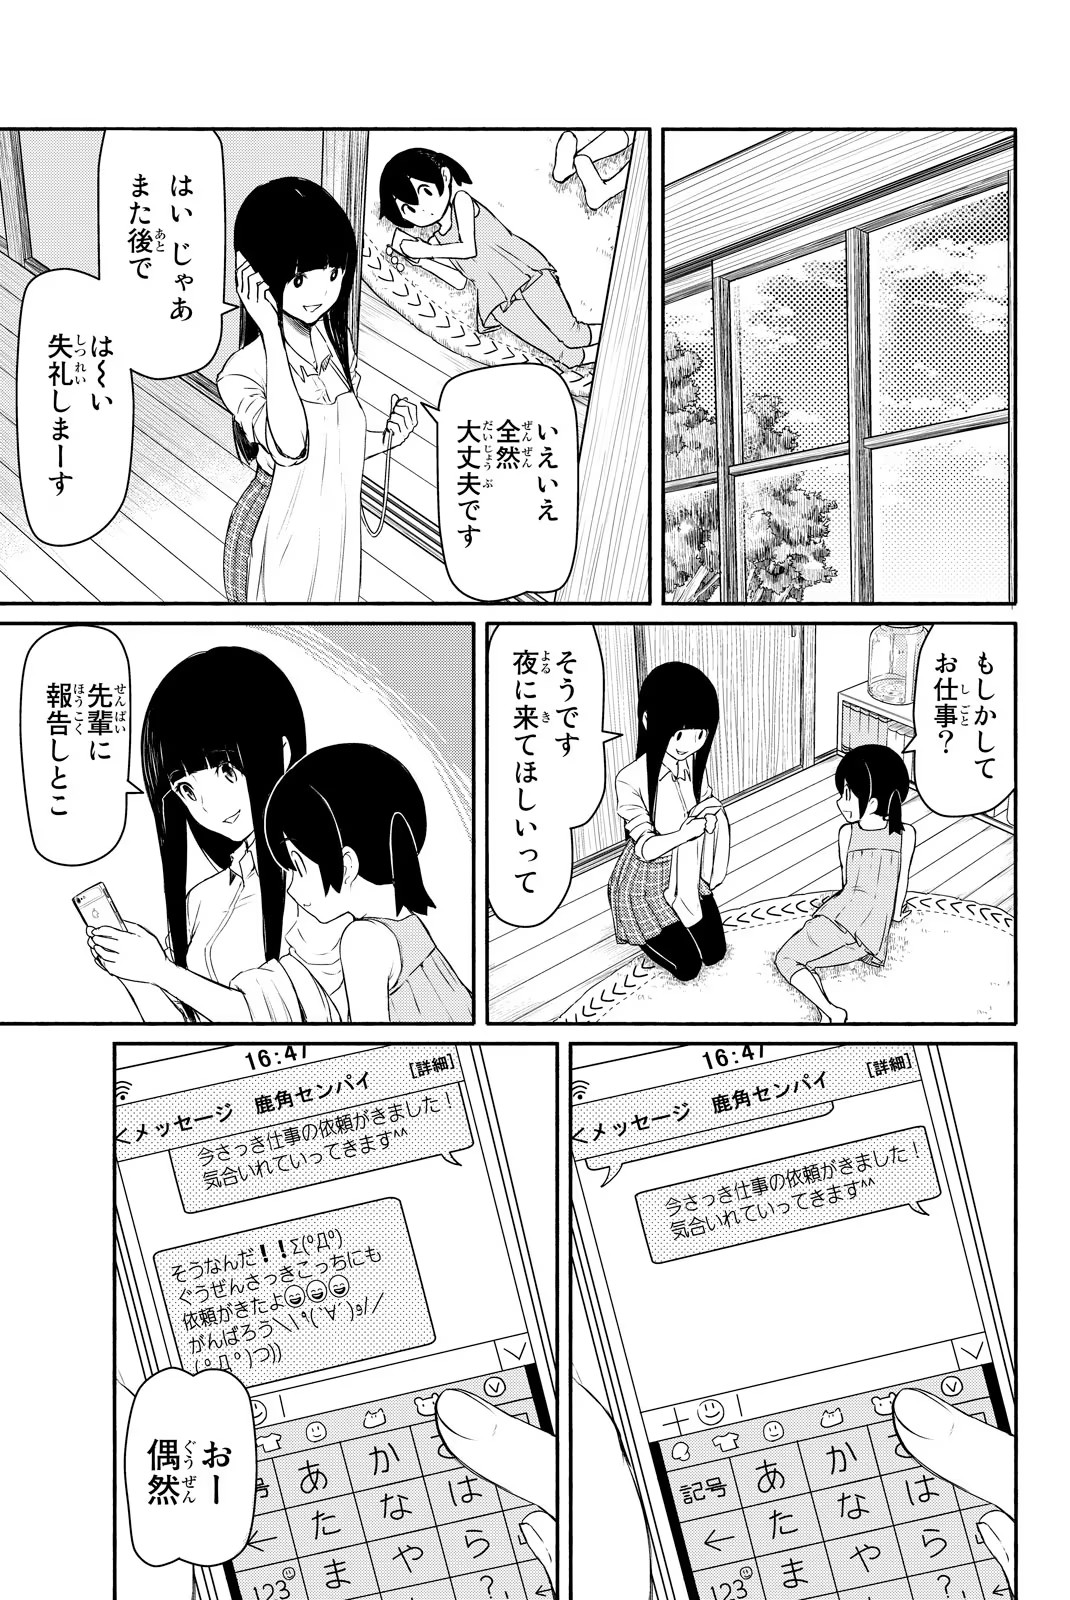 いえいえ
全然
大丈夫です
はい じゃあ
また後で
は〜い
失礼しまーす
もしかして
お仕事?
そうです
夜に来てほしいって
先輩に
報告しとこ
16:47
<メッセージ 鹿角センパイ [詳細]
今さっき仕事の依頼がきました!
気合いれていってきます^^
記号 あ か さ
← た な は
123 ま や ら
?
16:47
<メッセージ 鹿角センパイ [詳細]
今さっき仕事の依頼がきました!
気合いれていってきます^^
そうなんだ!!Σ(ﾟДﾟ)
ぐうぜんさっきこっちにも
依頼がきたよ😄😄😄
がんばろう＼\٩(`∀´)۶/／
(ﾟДﾟ)つ))
号 あ か さ
← た な は
123 ま や ら
?
おー
偶然